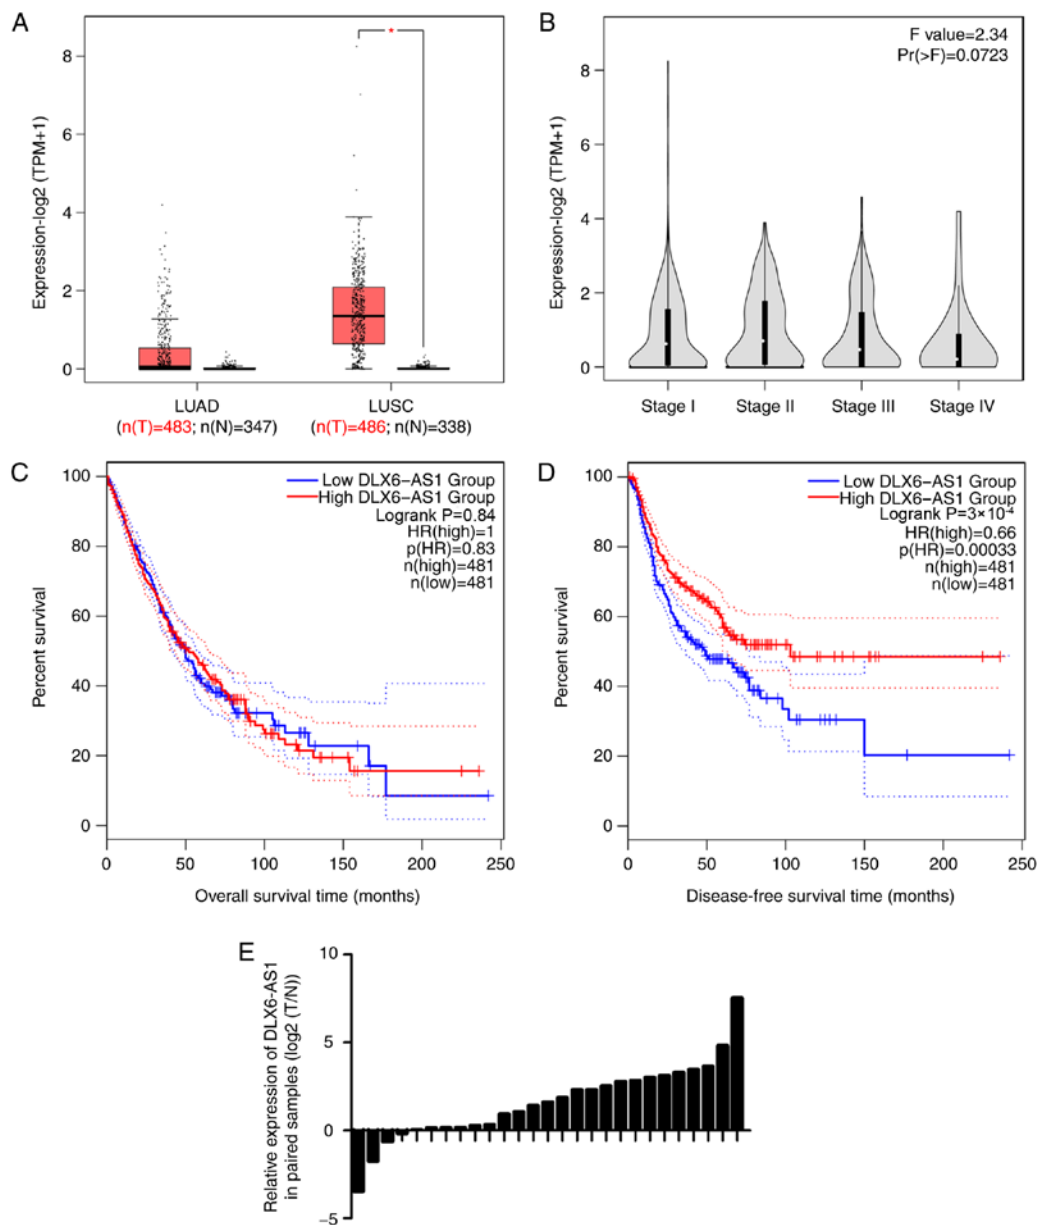 A
Expression-log2 (TPM+1)
8
6
4
2
0
*
LUAD
LUSC
(n(T)=483; n(N)=347)
(n(T)=486; n(N)=338)
B
Expression-log2 (TPM+1)
8
6
4
2
0
F value=2.34
Pr(>F)=0.0723
Stage I
Stage II
Stage III
Stage IV
C
Percent survival
100
80
60
40
20
0
Low DLX6-AS1 Group
High DLX6-AS1 Group
Logrank P=0.84
HR(high)=1
p(HR)=0.83
n(high)=481
n(low)=481
0 50 100 150 200 250
Overall survival time (months)
D
Percent survival
100
80
60
40
20
0
Low DLX6-AS1 Group
High DLX6-AS1 Group
Logrank P=3×10⁻⁴
HR(high)=0.66
p(HR)=0.00033
n(high)=481
n(low)=481
0 50 100 150 200 250
Disease-free survival time (months)
E
Relative expression of DLX6-AS1
in paired samples (log2 (T/N))
10
5
0
-5